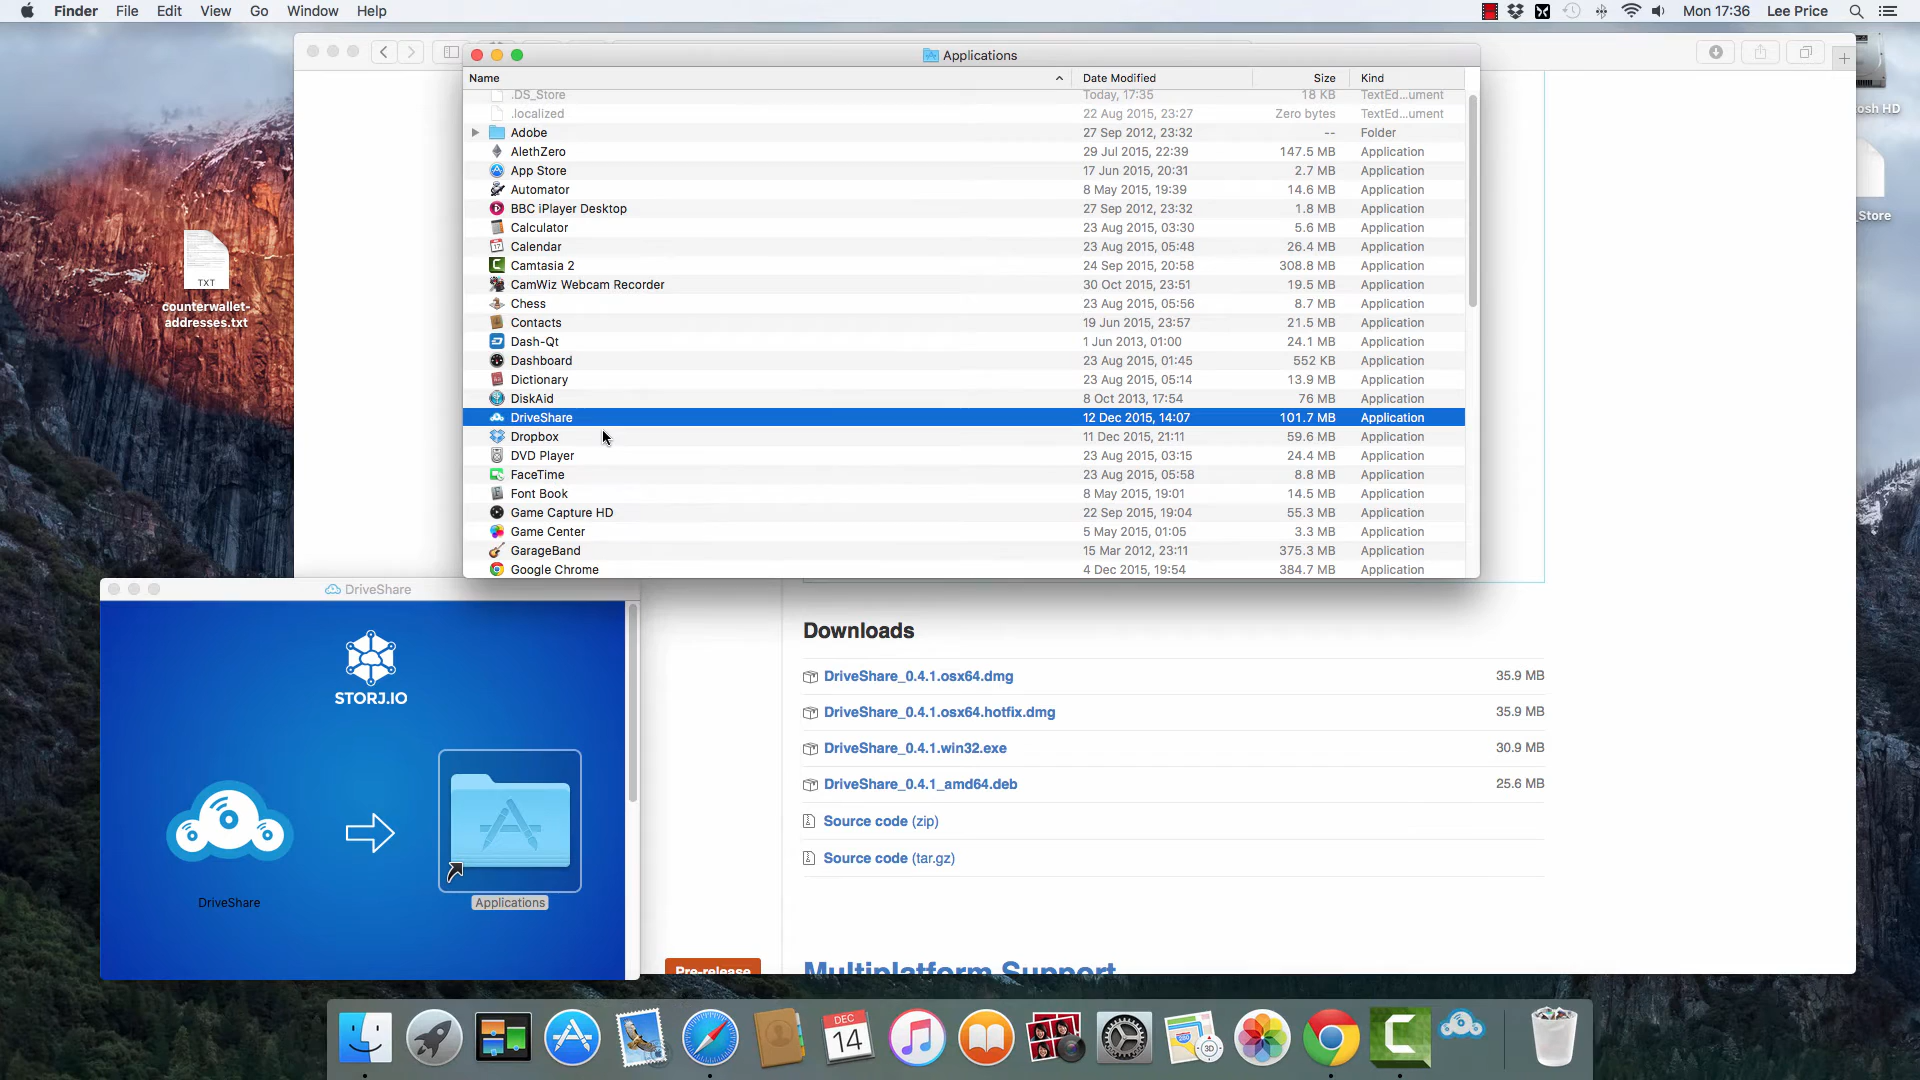 Finder File Edit View Go Window Help
Mon 17:36 Lee Price
Applications
Name Date Modified Size Kind
.DS_Store Today, 17:35 18 KB TextEd...ument
.localized 22 Aug 2015, 23:27 Zero bytes TextEd...ument
Adobe 27 Sep 2012, 23:32 -- Folder
AlethZero 29 Jul 2015, 22:39 147.5 MB Application
App Store 17 Jun 2015, 20:31 2.7 MB Application
Automator 8 May 2015, 19:39 14.6 MB Application
BBC iPlayer Desktop 27 Sep 2012, 23:32 1.8 MB Application
Calculator 23 Aug 2015, 03:30 5.6 MB Application
Calendar 23 Aug 2015, 05:48 26.4 MB Application
Camtasia 2 24 Sep 2015, 20:58 308.8 MB Application
CamWiz Webcam Recorder 30 Oct 2015, 23:51 19.5 MB Application
Chess 23 Aug 2015, 05:56 8.7 MB Application
Contacts 19 Jun 2015, 23:57 21.5 MB Application
Dash-Qt 1 Jun 2013, 01:00 24.1 MB Application
Dashboard 23 Aug 2015, 01:45 552 KB Application
Dictionary 23 Aug 2015, 05:14 13.9 MB Application
DiskAid 8 Oct 2013, 17:54 76 MB Application
DriveShare 12 Dec 2015, 14:07 101.7 MB Application
Dropbox 11 Dec 2015, 21:11 59.6 MB Application
DVD Player 23 Aug 2015, 03:15 24.4 MB Application
FaceTime 23 Aug 2015, 05:58 8.8 MB Application
Font Book 8 May 2015, 19:01 14.5 MB Application
Game Capture HD 22 Sep 2015, 19:04 55.3 MB Application
Game Center 5 May 2015, 01:05 3.3 MB Application
GarageBand 15 Mar 2012, 23:11 375.3 MB Application
Google Chrome 4 Dec 2015, 19:54 384.7 MB Application
osh HD
_Store
TXT
counterwallet-
addresses.txt
DriveShare
STORJ.IO
DriveShare
Applications
Downloads
DriveShare_0.4.1.osx64.dmg 35.9 MB
DriveShare_0.4.1.osx64.hotfix.dmg 35.9 MB
DriveShare_0.4.1.win32.exe 30.9 MB
DriveShare_0.4.1_amd64.deb 25.6 MB
Source code (zip)
Source code (tar.gz)
Pre-release
Multiplatform Support
DEC
14
17
280
3D